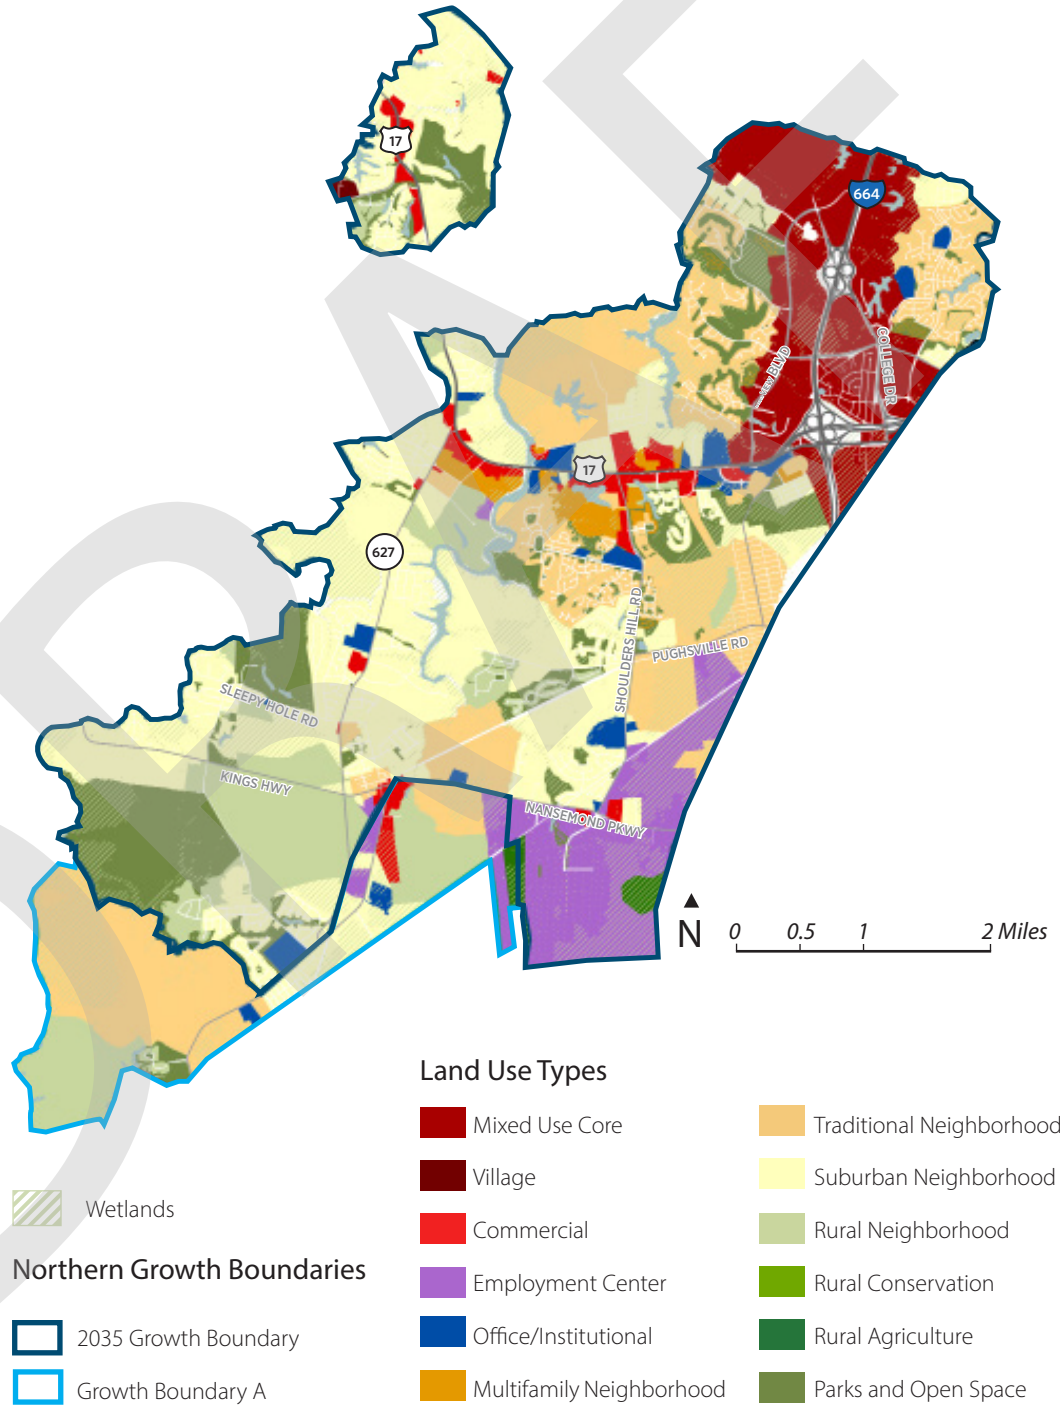 17
664
COLLEGE DR
BLVD
17
627
SHOULDERS HILL RD
PUGHSVILLE RD
SLEEPY HOLE RD
KINGS HWY
NANSEMOND PKWY
N
0 0.5 1 2 Miles
Land Use Types
Mixed Use Core
Village
Commercial
Employment Center
Office/Institutional
Multifamily Neighborhood
Traditional Neighborhood
Suburban Neighborhood
Rural Neighborhood
Rural Conservation
Rural Agriculture
Parks and Open Space
Wetlands
Northern Growth Boundaries
2035 Growth Boundary
Growth Boundary A
DRAFT